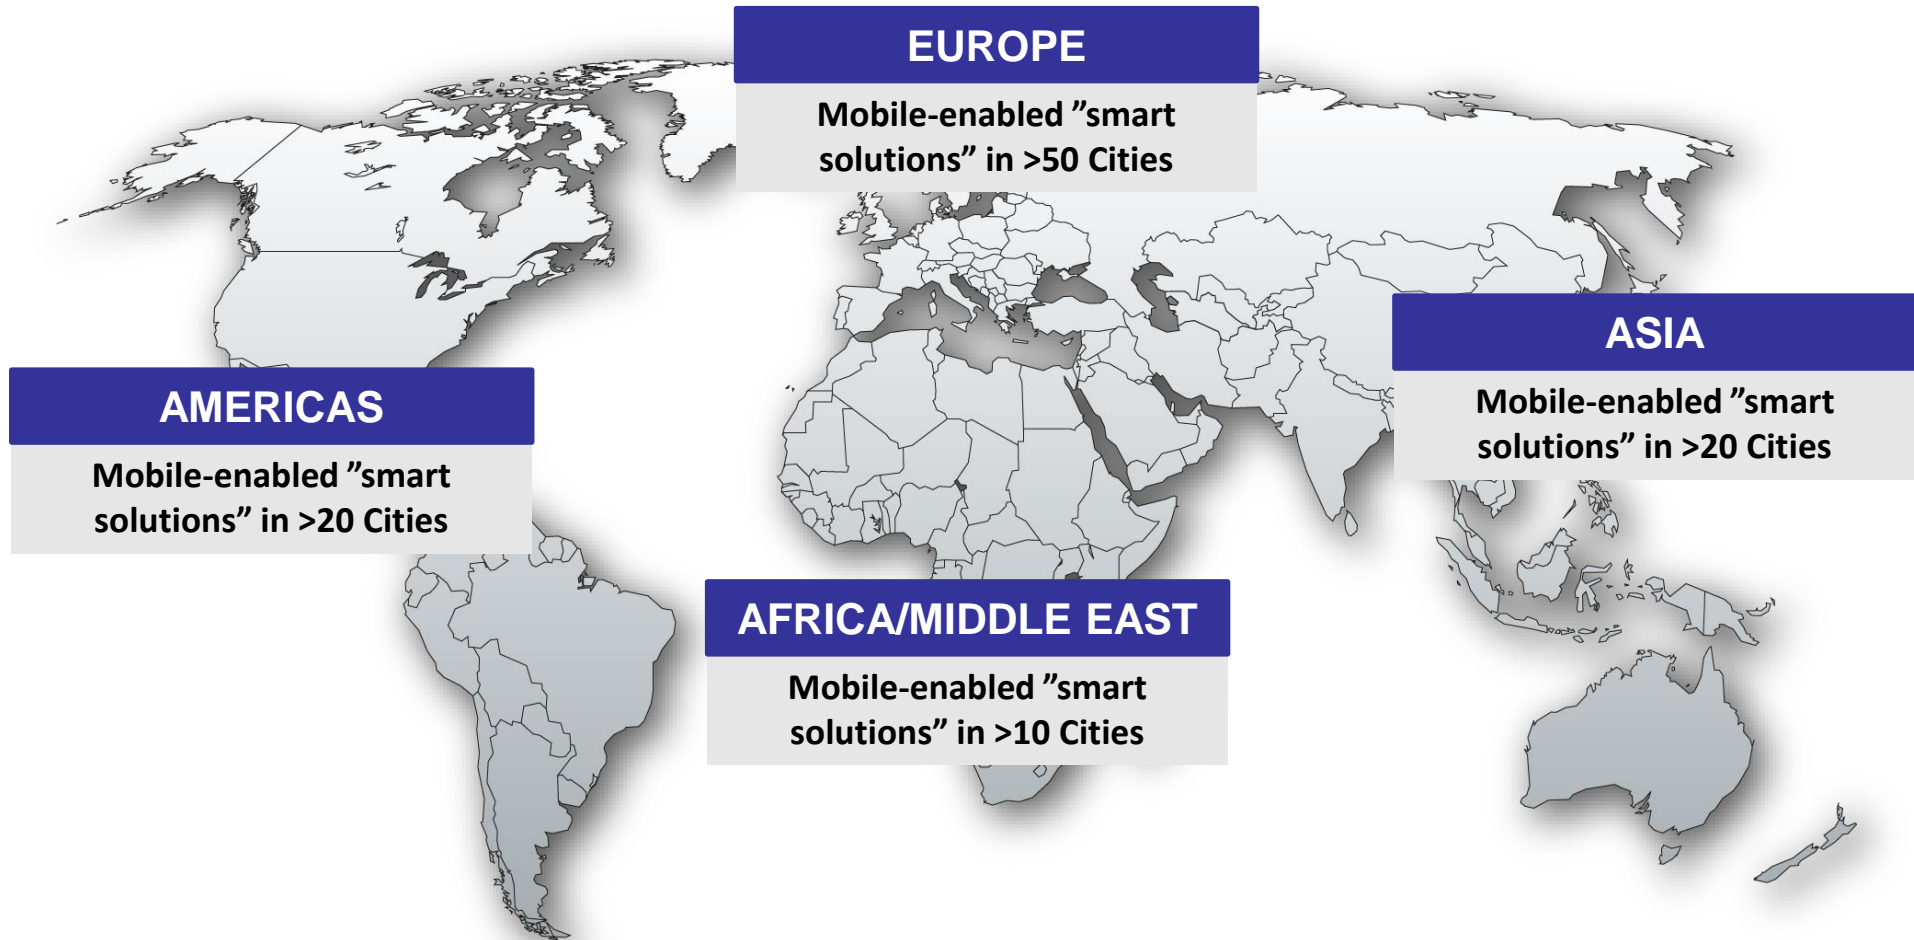 EUROPE
Mobile-enabled ”smart
solutions” in >50 Cities
ASIA
Mobile-enabled ”smart
solutions” in >20 Cities
AMERICAS
Mobile-enabled ”smart
solutions” in >20 Cities
AFRICA/MIDDLE EAST
Mobile-enabled ”smart
solutions” in >10 Cities